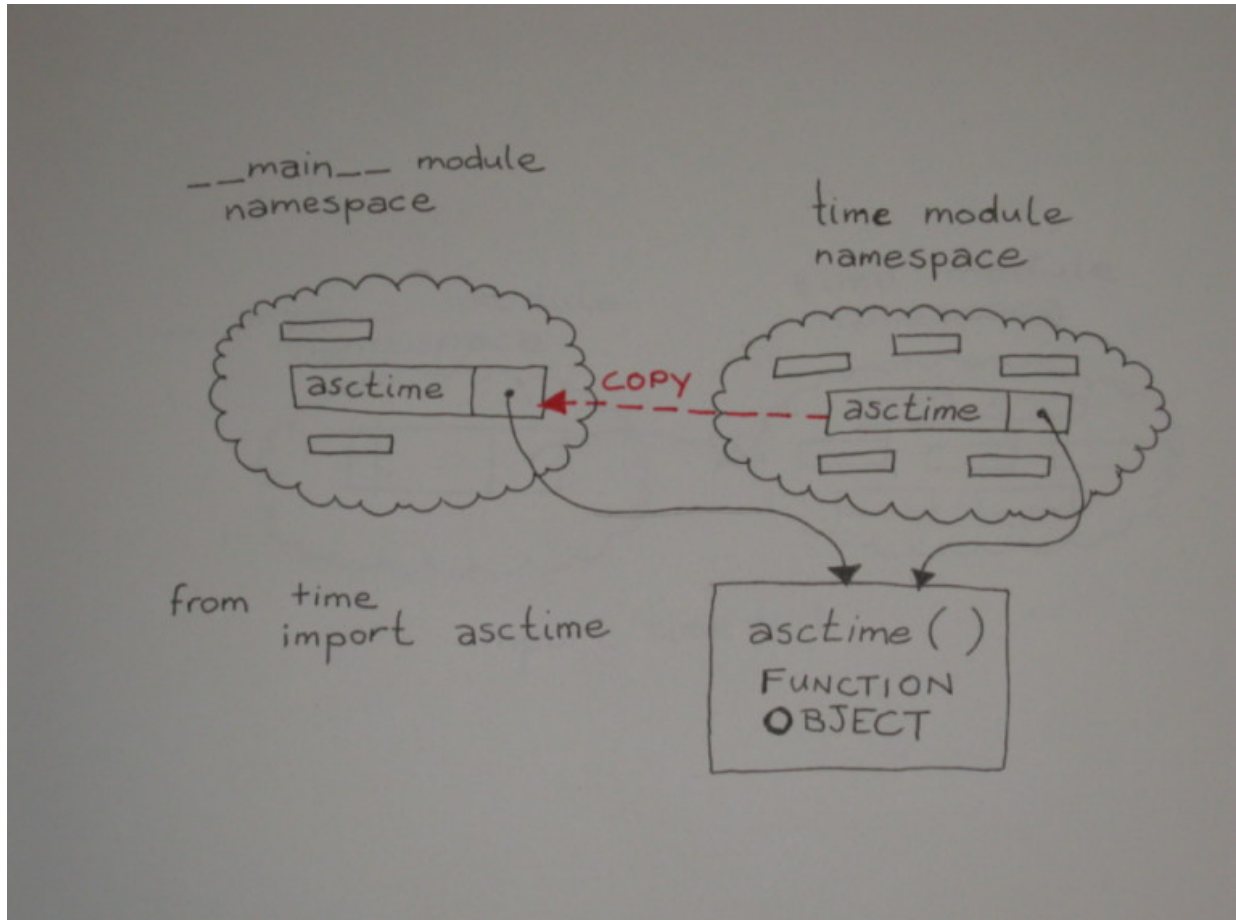 __main__ module
namespace
time module
namespace
asctime
COPY
asctime
from time
import asctime
asctime ( )
FUNCTION
OBJECT